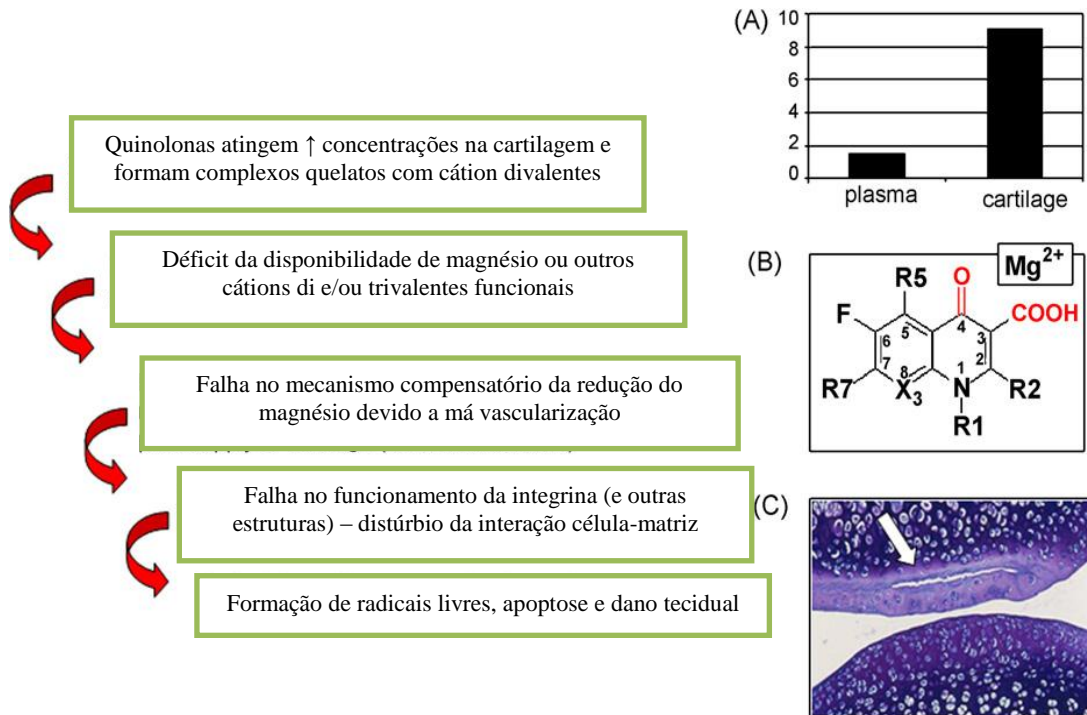 Quinolonas atingem ↑ concentrações na cartilagem e
formam complexos quelatos com cátion divalentes
Déficit da disponibilidade de magnésio ou outros
cátions di e/ou trivalentes funcionais
Falha no mecanismo compensatório da redução do
magnésio devido a má vascularização
Falha no funcionamento da integrina (e outras
estruturas) – distúrbio da interação célula-matriz
Formação de radicais livres, apoptose e dano tecidual
(A)
10
8
6
4
2
0
plasma
cartilage
(B)
Mg2+
R5
O
F
COOH
5
4
6
3
7
8
1
2
R7
X3
N
R2
R1
(C)